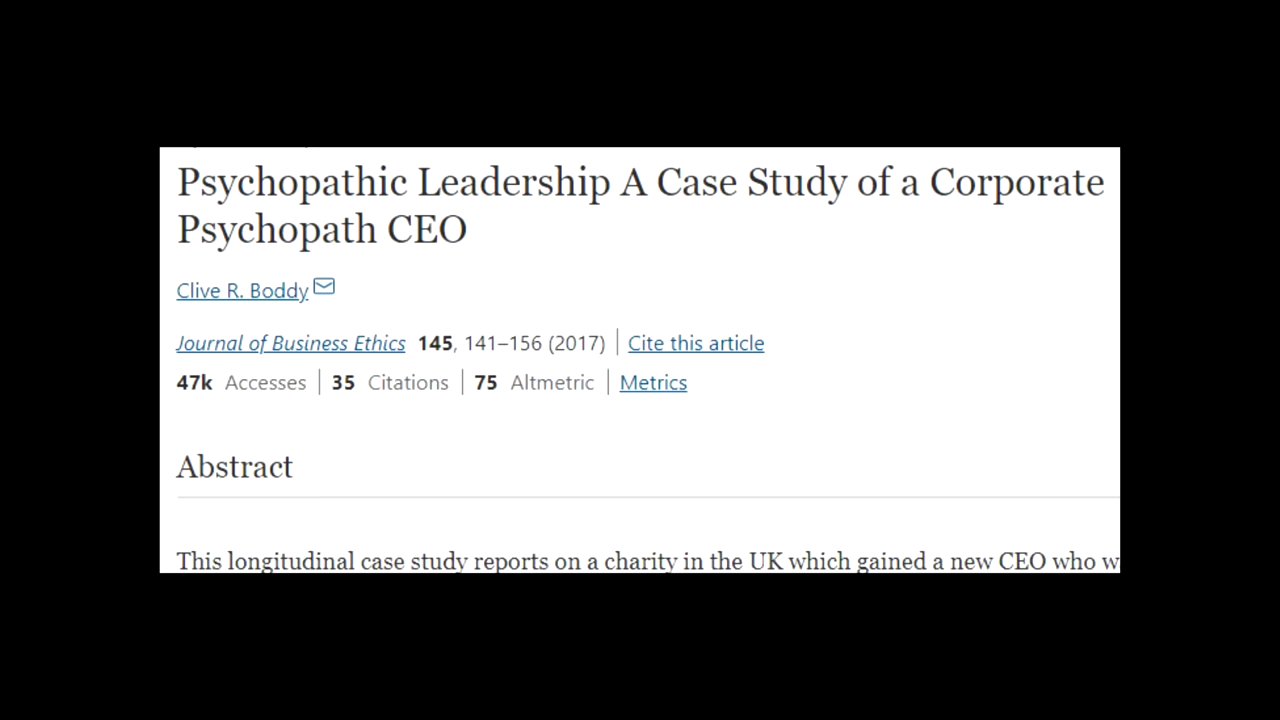 Psychopathic Leadership A Case Study of a Corporate
Psychopath CEO
Clive R. Boddy
Journal of Business Ethics 145, 141–156 (2017) | Cite this article
47k Accesses | 35 Citations | 75 Altmetric | Metrics
Abstract
This longitudinal case study reports on a charity in the UK which gained a new CEO who w